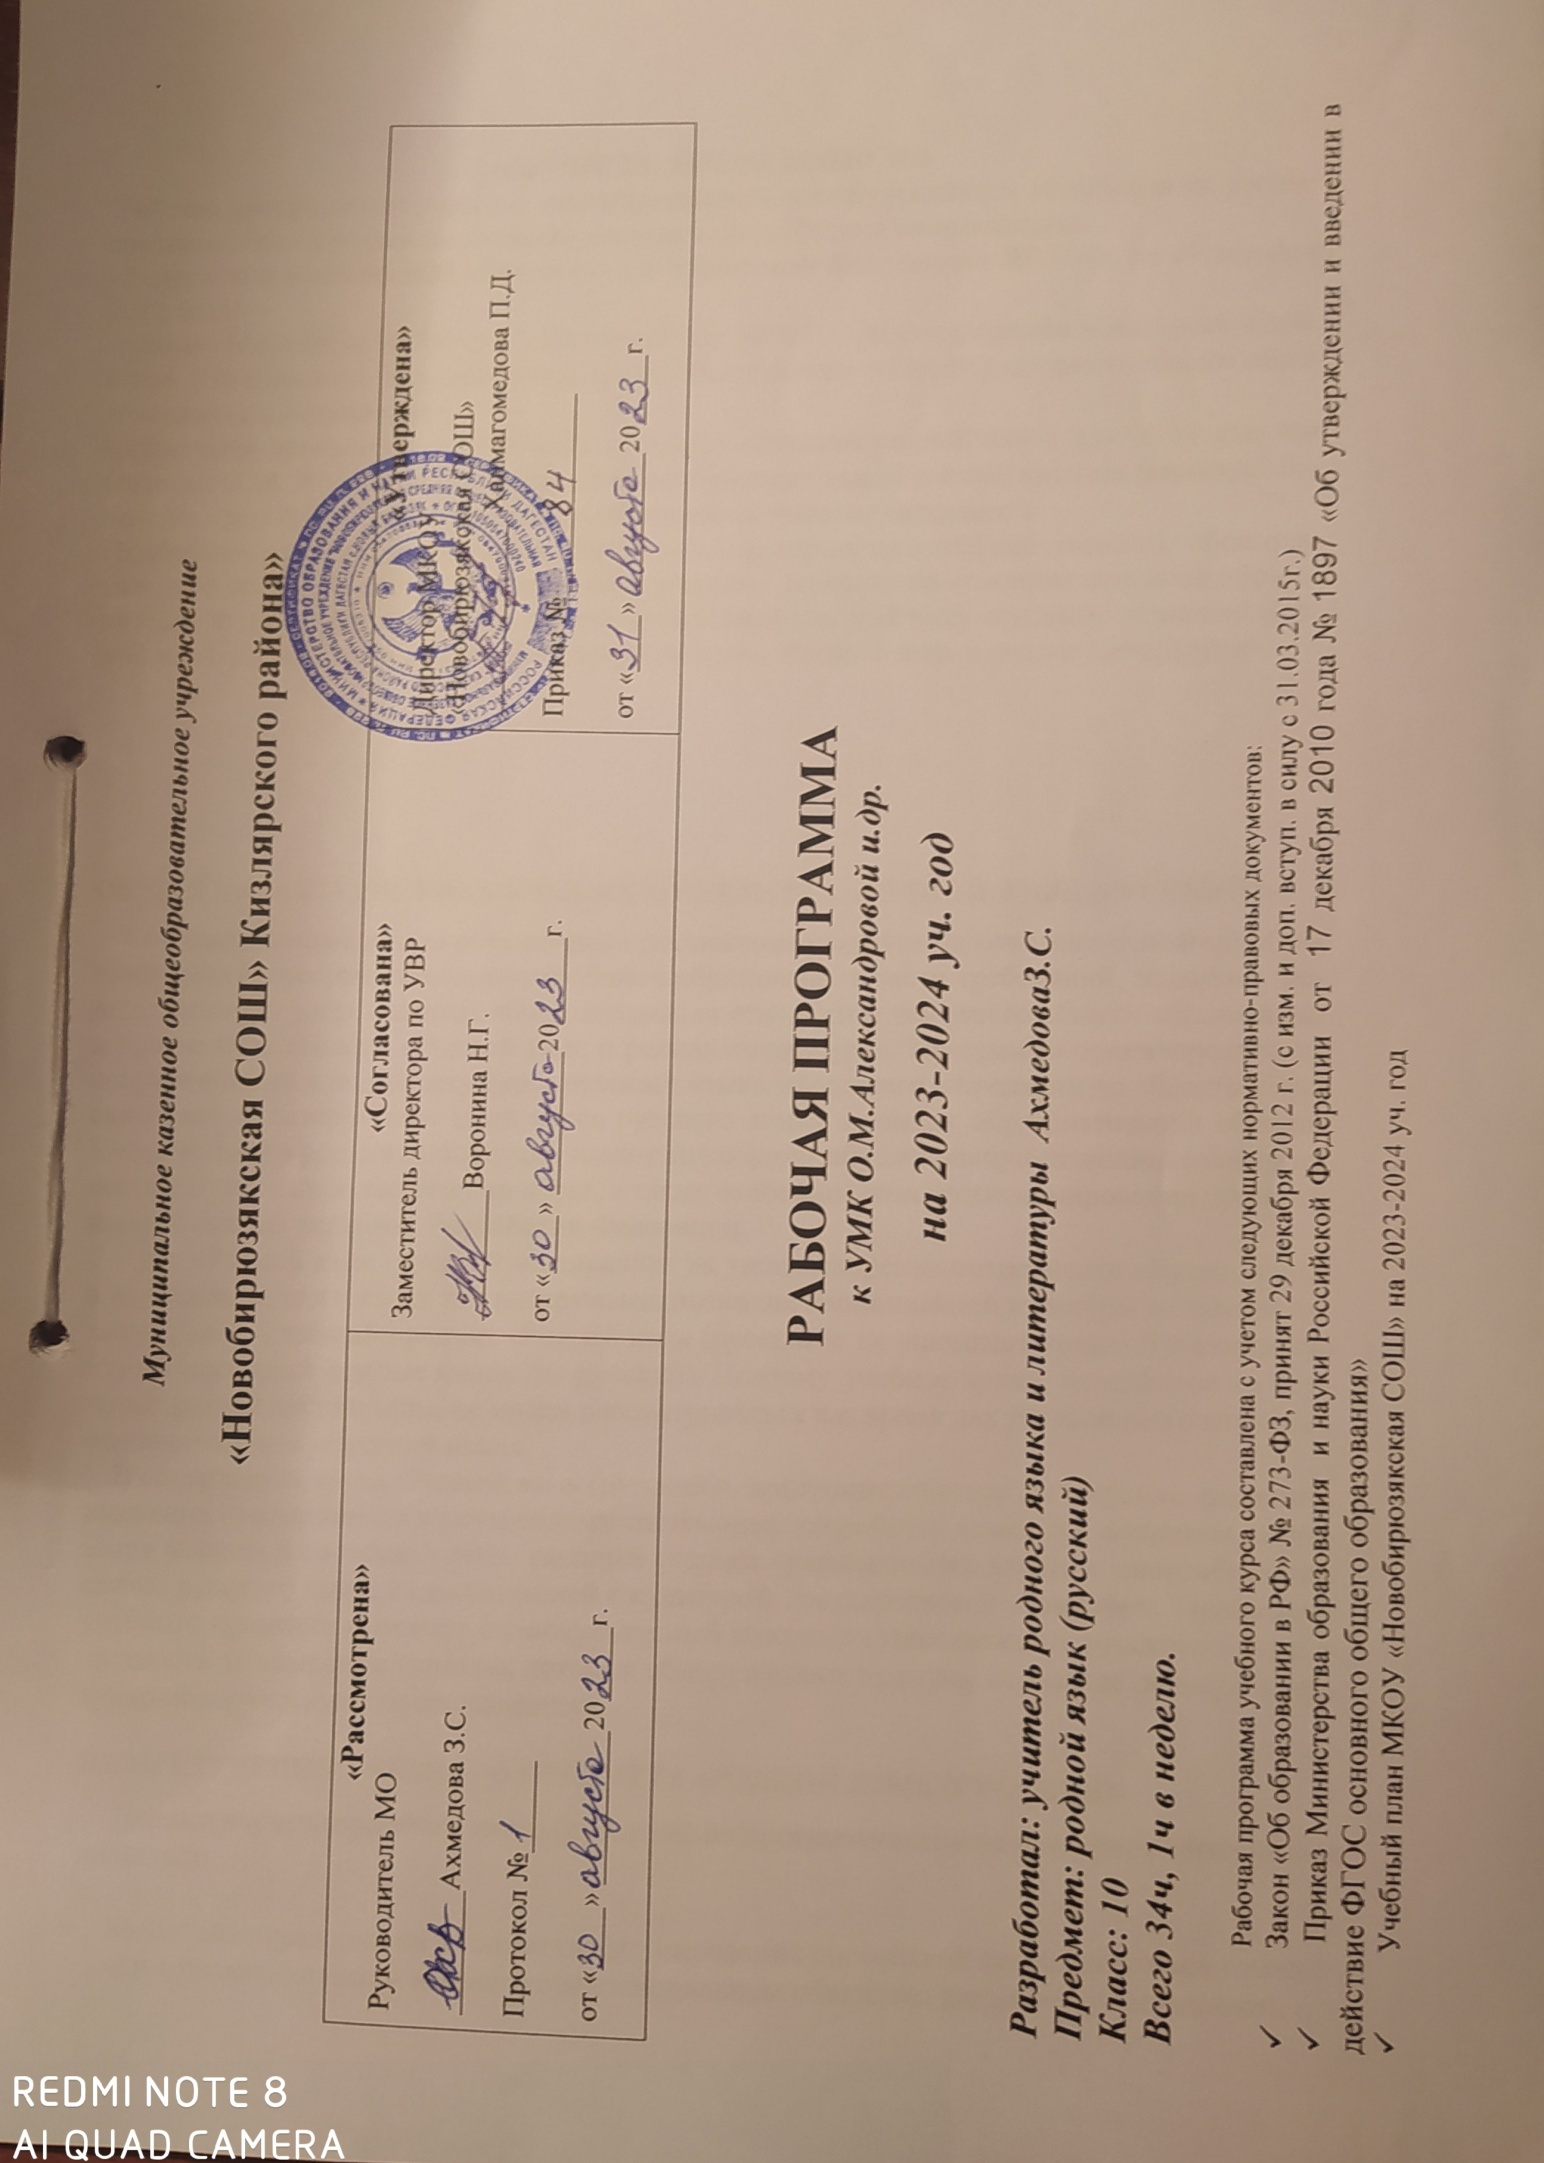 Муниципальное казенное общеобразовательное учреждение
«Новобирюзякская СОШ» Кизлярского района»
«Рассмотрена»
Руководитель МО
Ахмедова З.С.
Протокол № 1
от «30» августа 2023 г.
«Согласована»
Заместитель директора по УВР
Воронина Н.Г.
от «30» августа 2023 г.
«Утверждена»
Директор МКОУ
«Новобирюзякская СОШ»
Ханмагомедова П.Д.
Приказ № 84
от «31» августа 2023 г.
РАБОЧАЯ ПРОГРАММА
к УМК О.М.Александровой и.др.
на 2023-2024 уч. год
Разработал: учитель родного языка и литературы АхмедоваЗ.С.
Предмет: родной язык (русский)
Класс: 10
Всего 34ч, 1ч в неделю.
Рабочая программа учебного курса составлена с учетом следующих нормативно-правовых документов:
✓ Закон «Об образовании в РФ» № 273-ФЗ, принят 29 декабря 2012 г. (с изм. и доп. вступ. в силу с 31.03.2015г.)
✓ Приказ Министерства образования и науки Российской Федерации от 17 декабря 2010 года № 1897 «Об утверждении и введении в
действие ФГОС основного общего образования»
✓ Учебный план МКОУ «Новобирюзякская СОШ» на 2023-2024 уч. год
REDMI NOTE 8
AI QUAD CAMERA